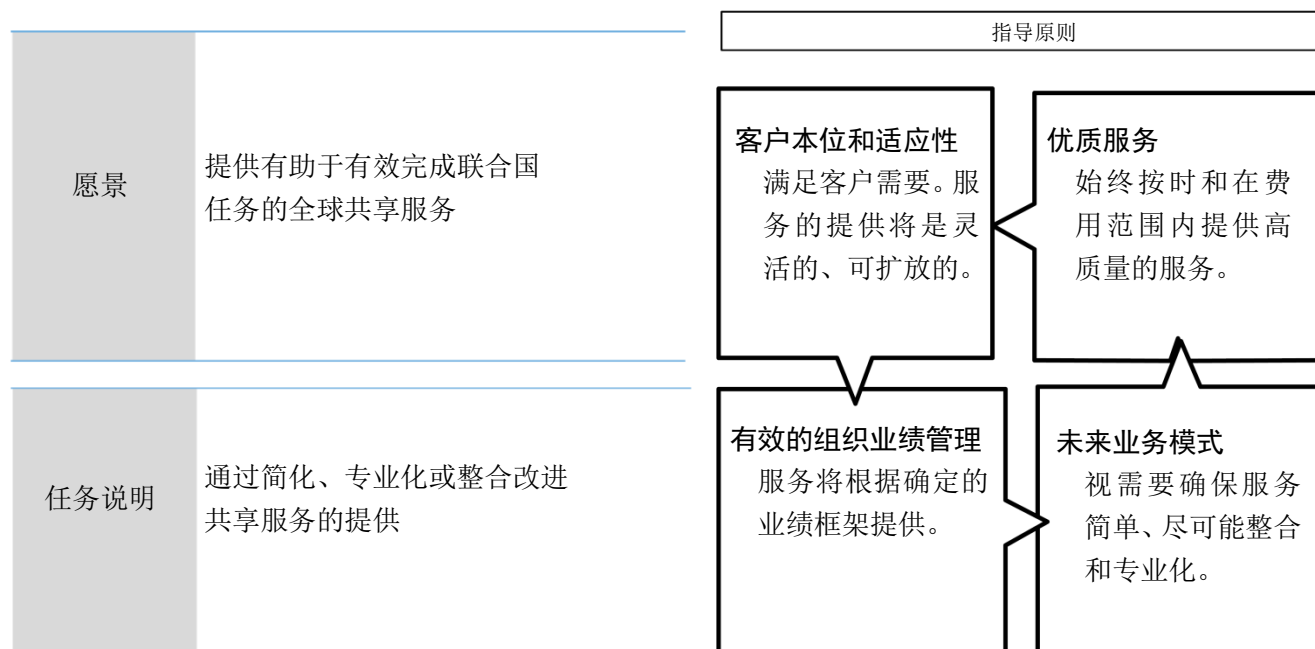 愿景
提供有助于有效完成联合国
任务的全球共享服务
任务说明
通过简化、专业化或整合改进
共享服务的提供
指导原则
客户本位和适应性
满足客户需要。服
务的提供将是灵
活的、可扩放的。
优质服务
始终按时和在费
用范围内提供高
质量的服务。
有效的组织业绩管理
服务将根据确定的
业绩框架提供。
未来业务模式
视需要确保服务
简单、尽可能整合
和专业化。